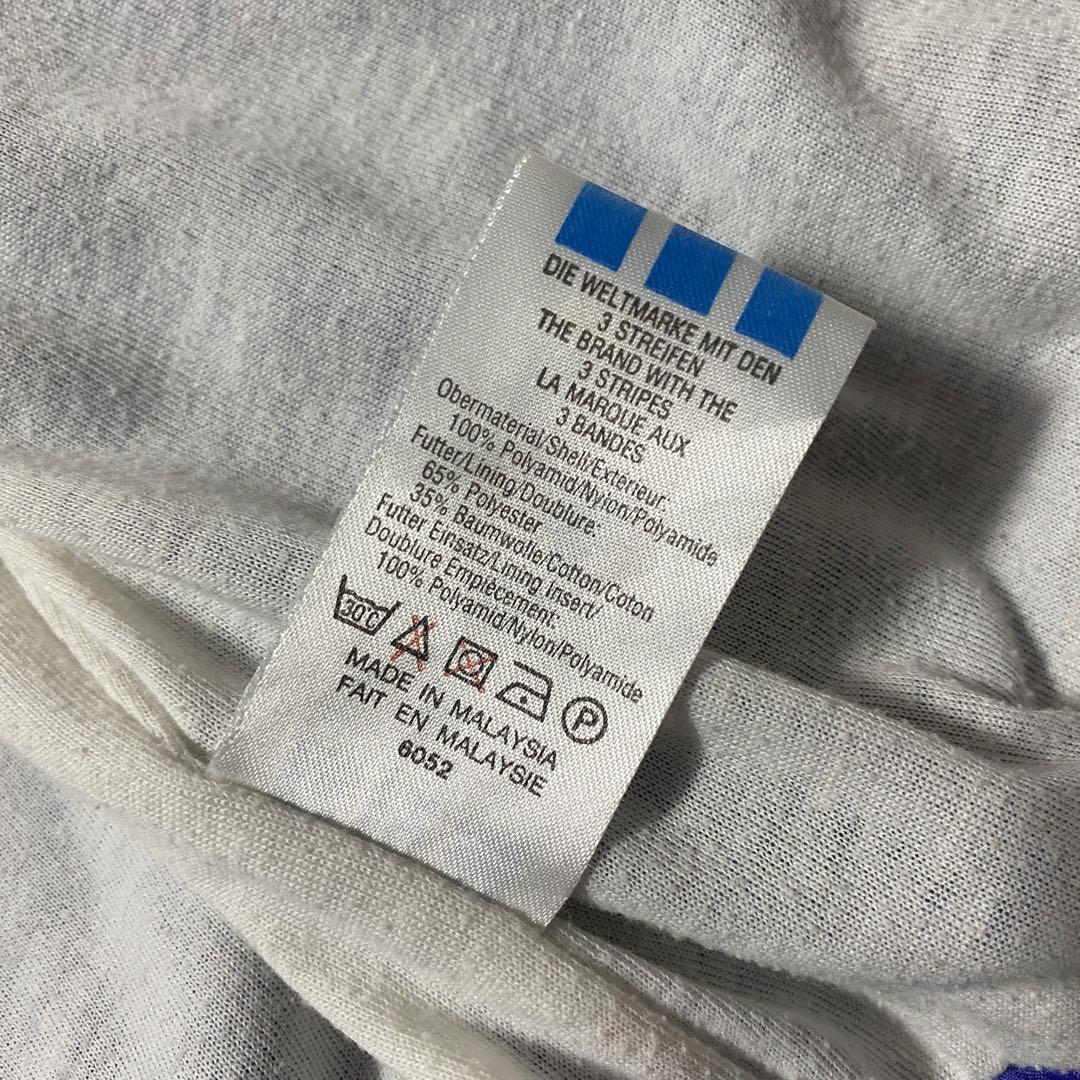 DIE WELTMARKE MIT DEN
3 STREIFEN
THE BRAND WITH THE
3 STRIPES
LA MARQUE AUX
3 BANDES
Obermaterial/Shell/Exterieur.
100% Polyamid/Nylon/Polyamide
Futter/Lining/Doublure:
65% Polyester
35% Baumwolle/Cotton/Coton
Futter Einsatz/Lining Insert/
Doublure Empiècement:
100% Polyamid/Nylon/Polyamide
30°C
P
MADE IN MALAYSIA
FAIT EN MALAYSIE
6052